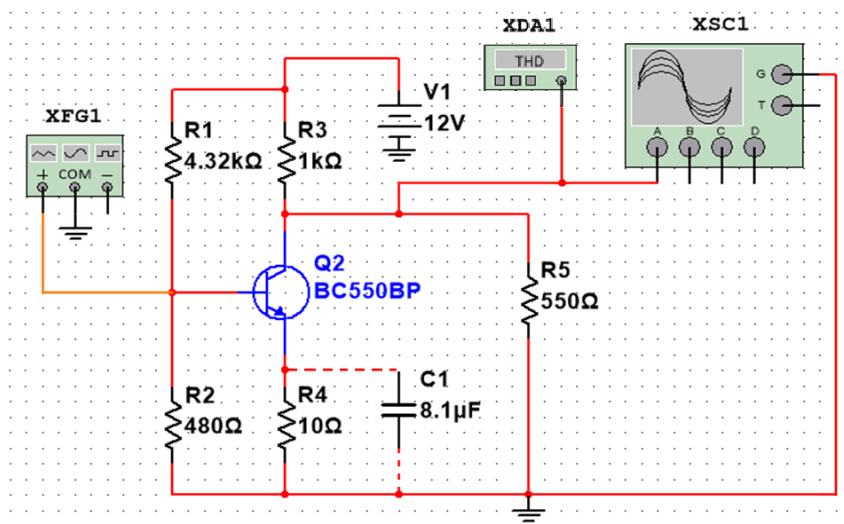 XDA1
THD
XSC1
G
T
A B C D
XFG1
+ COM −
V1
12V
R1
4.32kΩ
R3
1kΩ
Q2
BC550BP
R5
550Ω
R2
480Ω
R4
10Ω
C1
8.1µF